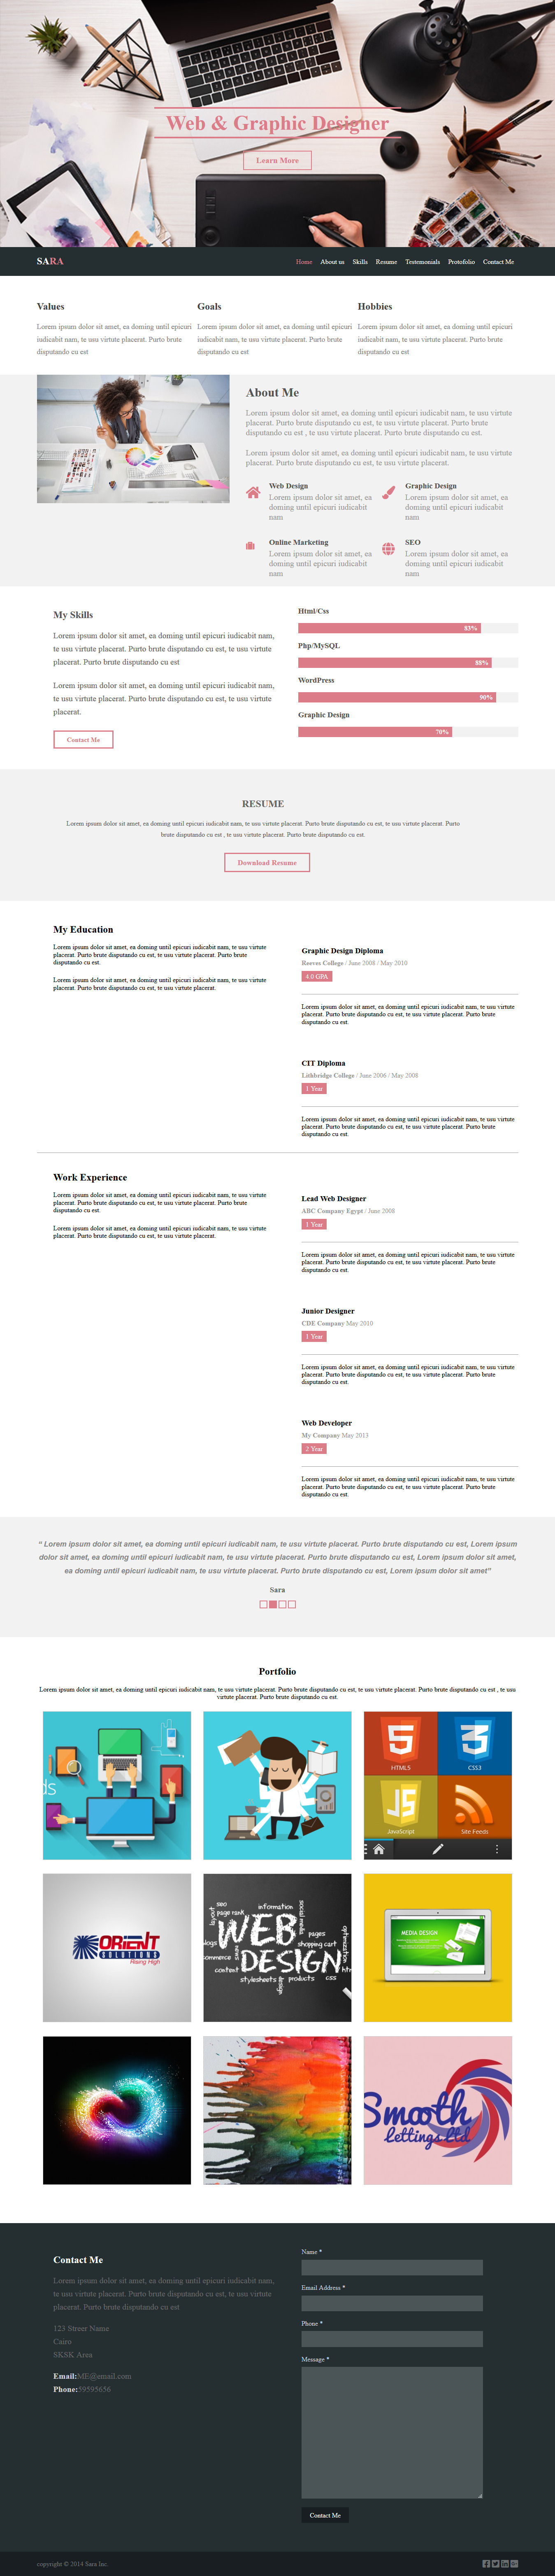 Web & Graphic Designer
Learn More
SARA
Home About us Skills Resume Testemonials Protofolio Contact Me
Values
Lorem ipsum dolor sit amet, ea doming until epicuri
iudicabit nam, te usu virtute placerat. Purto brute
disputando cu est
Goals
Lorem ipsum dolor sit amet, ea doming until epicuri
iudicabit nam, te usu virtute placerat. Purto brute
disputando cu est
Hobbies
Lorem ipsum dolor sit amet, ea doming until epicuri
iudicabit nam, te usu virtute placerat. Purto brute
disputando cu est
About Me
Lorem ipsum dolor sit amet, ea doming until epicuri iudicabit nam, te usu virtute
placerat. Purto brute disputando cu est, te usu virtute placerat. Purto brute
disputando cu est , te usu virtute placerat. Purto brute disputando cu est.
Lorem ipsum dolor sit amet, ea doming until epicuri iudicabit nam, te usu virtute
placerat. Purto brute disputando cu est, te usu virtute placerat.
Web Design
Lorem ipsum dolor sit amet, ea
doming until epicuri iudicabit
nam
Graphic Design
Lorem ipsum dolor sit amet, ea
doming until epicuri iudicabit
nam
Online Marketing
Lorem ipsum dolor sit amet, ea
doming until epicuri iudicabit
nam
SEO
Lorem ipsum dolor sit amet, ea
doming until epicuri iudicabit
nam
My Skills
Lorem ipsum dolor sit amet, ea doming until epicuri iudicabit nam,
te usu virtute placerat. Purto brute disputando cu est, te usu virtute
placerat. Purto brute disputando cu est
Lorem ipsum dolor sit amet, ea doming until epicuri iudicabit nam,
te usu virtute placerat. Purto brute disputando cu est, te usu virtute
placerat.
Contact Me
Html/Css
83%
Php/MySQL
88%
WordPress
90%
Graphic Design
70%
RESUME
Lorem ipsum dolor sit amet, ea doming until epicuri iudicabit nam, te usu virtute placerat. Purto brute disputando cu est, te usu virtute placerat. Purto
brute disputando cu est , te usu virtute placerat. Purto brute disputando cu est.
Download Resume
My Education
Lorem ipsum dolor sit amet, ea doming until epicuri iudicabit nam, te usu virtute
placerat. Purto brute disputando cu est, te usu virtute placerat. Purto brute
disputando cu est.
Lorem ipsum dolor sit amet, ea doming until epicuri iudicabit nam, te usu virtute
placerat. Purto brute disputando cu est, te usu virtute placerat.
Graphic Design Diploma
Reeves College / June 2008 / May 2010
4.0 GPA
Lorem ipsum dolor sit amet, ea doming until epicuri iudicabit nam, te usu virtute
placerat. Purto brute disputando cu est, te usu virtute placerat. Purto brute
disputando cu est.
CIT Diploma
Lithbridge College / June 2006 / May 2008
1 Year
Lorem ipsum dolor sit amet, ea doming until epicuri iudicabit nam, te usu virtute
placerat. Purto brute disputando cu est, te usu virtute placerat. Purto brute
disputando cu est.
Work Experience
Lorem ipsum dolor sit amet, ea doming until epicuri iudicabit nam, te usu virtute
placerat. Purto brute disputando cu est, te usu virtute placerat. Purto brute
disputando cu est.
Lorem ipsum dolor sit amet, ea doming until epicuri iudicabit nam, te usu virtute
placerat. Purto brute disputando cu est, te usu virtute placerat.
Lead Web Designer
ABC Company Egypt / June 2008
1 Year
Lorem ipsum dolor sit amet, ea doming until epicuri iudicabit nam, te usu virtute
placerat. Purto brute disputando cu est, te usu virtute placerat. Purto brute
disputando cu est.
Junior Designer
CDE Company May 2010
1 Year
Lorem ipsum dolor sit amet, ea doming until epicuri iudicabit nam, te usu virtute
placerat. Purto brute disputando cu est, te usu virtute placerat. Purto brute
disputando cu est.
Web Developer
My Company May 2013
2 Year
Lorem ipsum dolor sit amet, ea doming until epicuri iudicabit nam, te usu virtute
placerat. Purto brute disputando cu est, te usu virtute placerat. Purto brute
disputando cu est.
“ Lorem ipsum dolor sit amet, ea doming until epicuri iudicabit nam, te usu virtute placerat. Purto brute disputando cu est, Lorem ipsum
dolor sit amet, ea doming until epicuri iudicabit nam, te usu virtute placerat. Purto brute disputando cu est, Lorem ipsum dolor sit amet,
ea doming until epicuri iudicabit nam, te usu virtute placerat. Purto brute disputando cu est, Lorem ipsum dolor sit amet”
Sara
Portfolio
Lorem ipsum dolor sit amet, ea doming until epicuri iudicabit nam, te usu virtute placerat. Purto brute disputando cu est, te usu virtute placerat. Purto brute disputando cu est , te usu
virtute placerat. Purto brute disputando cu est.
ds
HTML5 CSS3
JavaScript Site Feeds
ORIENT
SOLUTIONS
Rising High
WEB
DESIGN
seo
page rank
layout
information
social media
pages
shopping cart
optimization
blogs
commerce
content
stylesheets
design
products
css
MEDIA DESIGN
Smooth
Lettings Ltd
Contact Me
Lorem ipsum dolor sit amet, ea doming until epicuri iudicabit nam,
te usu virtute placerat. Purto brute disputando cu est, te usu virtute
placerat. Purto brute disputando cu est
123 Streer Name
Cairo
SKSK Area
Email:ME@email.com
Phone:59595656
Name *
Email Address *
Phone *
Message *
Contact Me
copyright © 2014 Sara Inc.